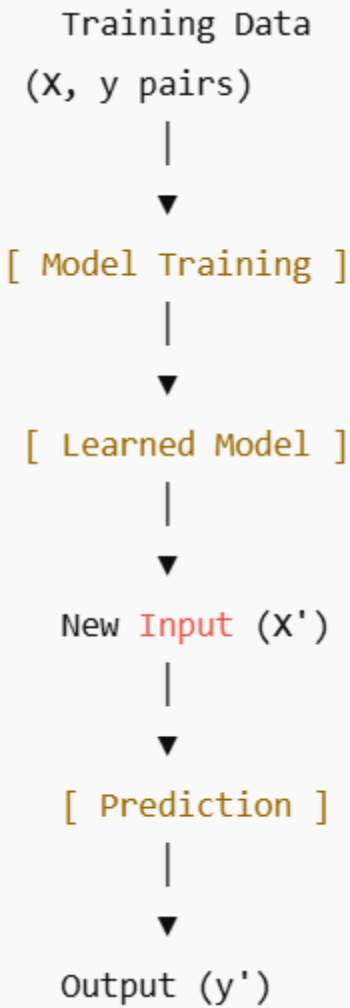 Training Data
(X, y pairs)
│
▼
[ Model Training ]
│
▼
[ Learned Model ]
│
▼
New Input (X')
│
▼
[ Prediction ]
│
▼
Output (y')